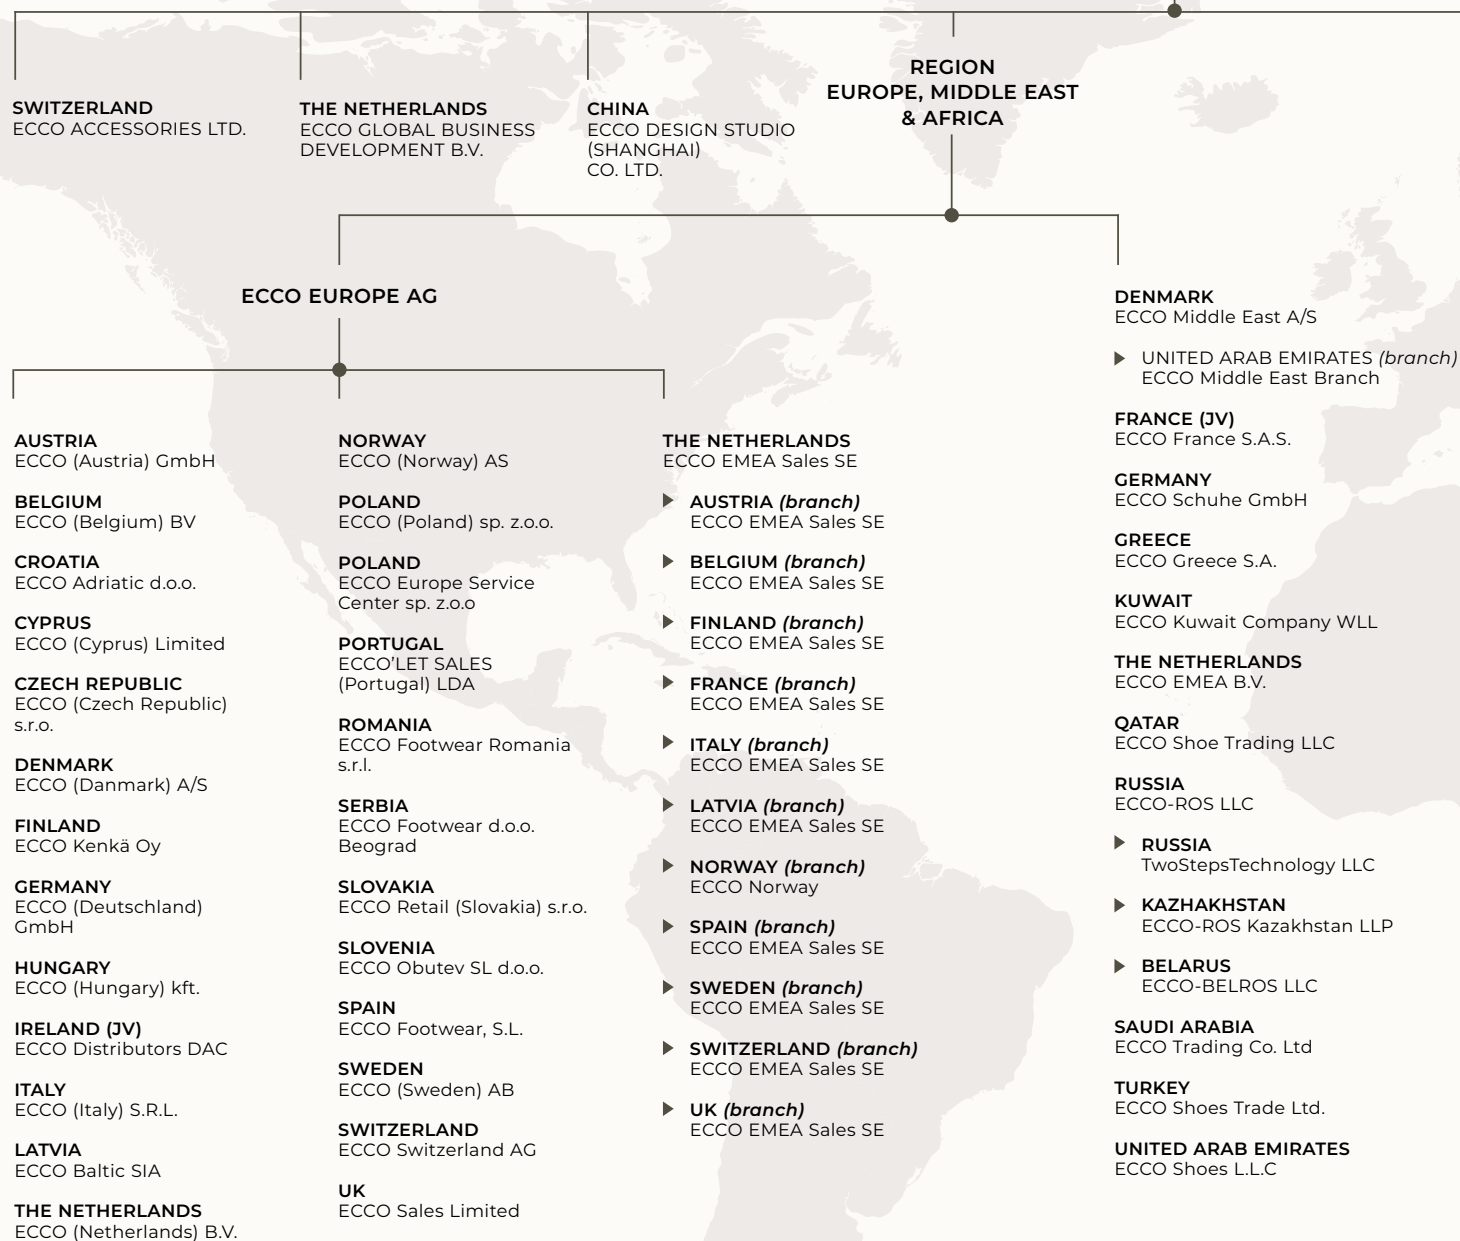 SWITZERLAND
ECCO ACCESSORIES LTD.
THE NETHERLANDS
ECCO GLOBAL BUSINESS
DEVELOPMENT B.V.
CHINA
ECCO DESIGN STUDIO
(SHANGHAI)
CO. LTD.
REGION
EUROPE, MIDDLE EAST
& AFRICA
ECCO EUROPE AG
AUSTRIA
ECCO (Austria) GmbH
BELGIUM
ECCO (Belgium) BV
CROATIA
ECCO Adriatic d.o.o.
CYPRUS
ECCO (Cyprus) Limited
CZECH REPUBLIC
ECCO (Czech Republic)
s.r.o.
DENMARK
ECCO (Danmark) A/S
FINLAND
ECCO Kenkä Oy
GERMANY
ECCO (Deutschland)
GmbH
HUNGARY
ECCO (Hungary) kft.
IRELAND (JV)
ECCO Distributors DAC
ITALY
ECCO (Italy) S.R.L.
LATVIA
ECCO Baltic SIA
THE NETHERLANDS
ECCO (Netherlands) B.V.
NORWAY
ECCO (Norway) AS
POLAND
ECCO (Poland) sp. z.o.o.
POLAND
ECCO Europe Service
Center sp. z.o.o
PORTUGAL
ECCO'LET SALES
(Portugal) LDA
ROMANIA
ECCO Footwear Romania
s.r.l.
SERBIA
ECCO Footwear d.o.o.
Beograd
SLOVAKIA
ECCO Retail (Slovakia) s.r.o.
SLOVENIA
ECCO Obutev SL d.o.o.
SPAIN
ECCO Footwear, S.L.
SWEDEN
ECCO (Sweden) AB
SWITZERLAND
ECCO Switzerland AG
UK
ECCO Sales Limited
THE NETHERLANDS
ECCO EMEA Sales SE
AUSTRIA (branch)
ECCO EMEA Sales SE
BELGIUM (branch)
ECCO EMEA Sales SE
FINLAND (branch)
ECCO EMEA Sales SE
FRANCE (branch)
ECCO EMEA Sales SE
ITALY (branch)
ECCO EMEA Sales SE
LATVIA (branch)
ECCO EMEA Sales SE
NORWAY (branch)
ECCO Norway
SPAIN (branch)
ECCO EMEA Sales SE
SWEDEN (branch)
ECCO EMEA Sales SE
SWITZERLAND (branch)
ECCO EMEA Sales SE
UK (branch)
ECCO EMEA Sales SE
DENMARK
ECCO Middle East A/S
UNITED ARAB EMIRATES (branch)
ECCO Middle East Branch
FRANCE (JV)
ECCO France S.A.S.
GERMANY
ECCO Schuhe GmbH
GREECE
ECCO Greece S.A.
KUWAIT
ECCO Kuwait Company WLL
THE NETHERLANDS
ECCO EMEA B.V.
QATAR
ECCO Shoe Trading LLC
RUSSIA
ECCO-ROS LLC
RUSSIA
TwoStepsTechnology LLC
KAZHAKHSTAN
ECCO-ROS Kazakhstan LLP
BELARUS
ECCO-BELROS LLC
SAUDI ARABIA
ECCO Trading Co. Ltd
TURKEY
ECCO Shoes Trade Ltd.
UNITED ARAB EMIRATES
ECCO Shoes L.L.C